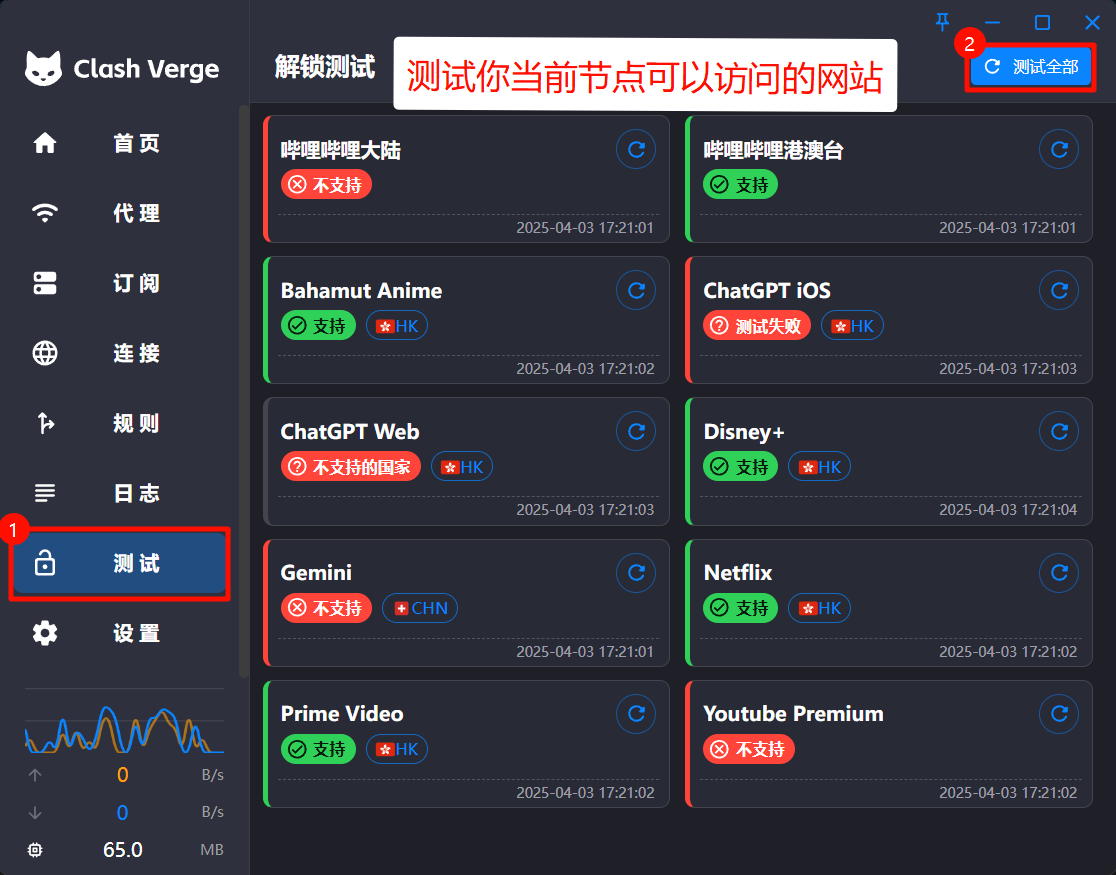 Clash Verge
首页
代理
订阅
连接
规则
日志
1
测试
设置
0 B/s
0 B/s
65.0 MB
解锁测试
测试你当前节点可以访问的网站
2
测试全部
哔哩哔哩大陆
不支持
2025-04-03 17:21:01
哔哩哔哩港澳台
支持
2025-04-03 17:21:01
Bahamut Anime
支持 HK
2025-04-03 17:21:02
ChatGPT iOS
测试失败 HK
2025-04-03 17:21:03
ChatGPT Web
不支持的国家 HK
2025-04-03 17:21:03
Disney+
支持 HK
2025-04-03 17:21:04
Gemini
不支持 CHN
2025-04-03 17:21:01
Netflix
支持 HK
2025-04-03 17:21:02
Prime Video
支持 HK
2025-04-03 17:21:02
Youtube Premium
不支持
2025-04-03 17:21:02